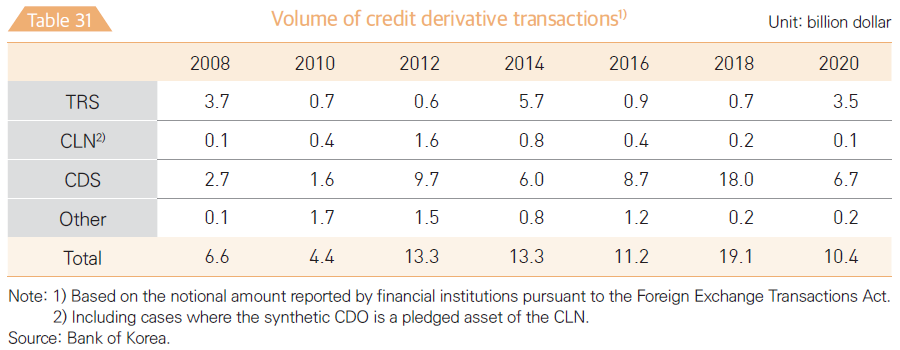 Table 31
Volume of credit derivative transactions1)
Unit: billion dollar
2008 2010 2012 2014 2016 2018 2020
TRS 3.7 0.7 0.6 5.7 0.9 0.7 3.5
CLN2) 0.1 0.4 1.6 0.8 0.4 0.2 0.1
CDS 2.7 1.6 9.7 6.0 8.7 18.0 6.7
Other 0.1 1.7 1.5 0.8 1.2 0.2 0.2
Total 6.6 4.4 13.3 13.3 11.2 19.1 10.4
Note: 1) Based on the notional amount reported by financial institutions pursuant to the Foreign Exchange Transactions Act.
2) Including cases where the synthetic CDO is a pledged asset of the CLN.
Source: Bank of Korea.